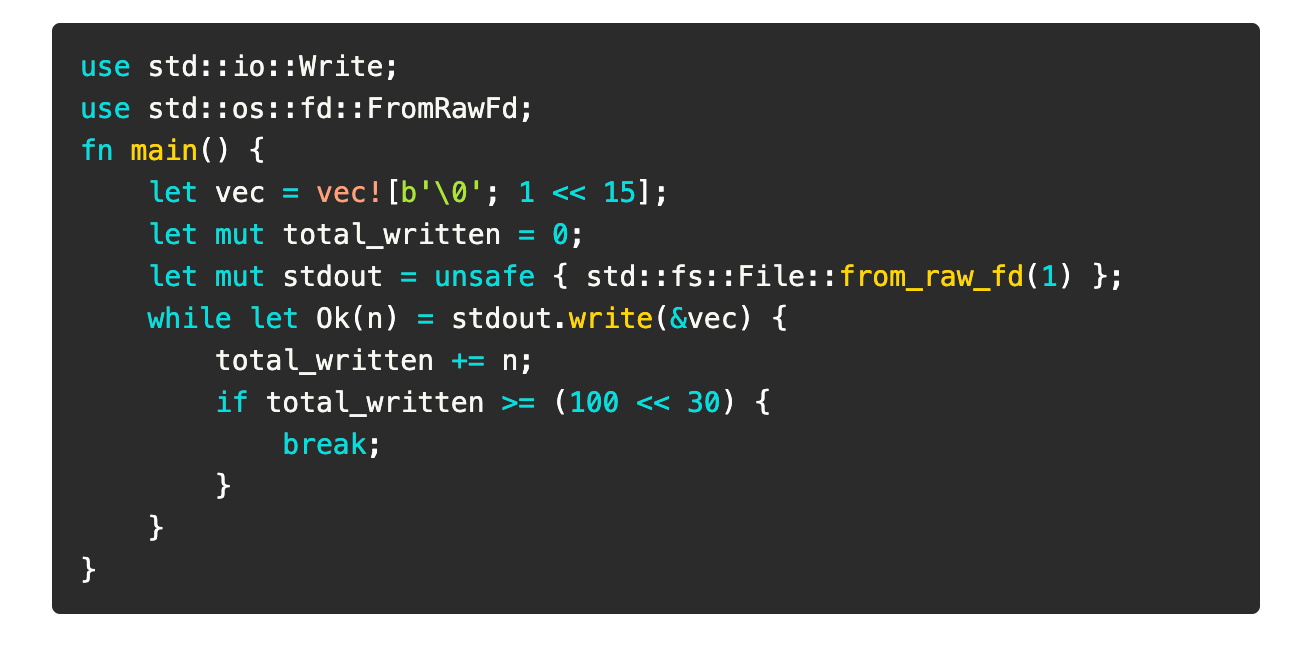 use std::io::Write;
use std::os::fd::FromRawFd;
fn main() {
    let vec = vec![b'\0'; 1 << 15];
    let mut total_written = 0;
    let mut stdout = unsafe { std::fs::File::from_raw_fd(1) };
    while let Ok(n) = stdout.write(&vec) {
        total_written += n;
        if total_written >= (100 << 30) {
            break;
        }
    }
}